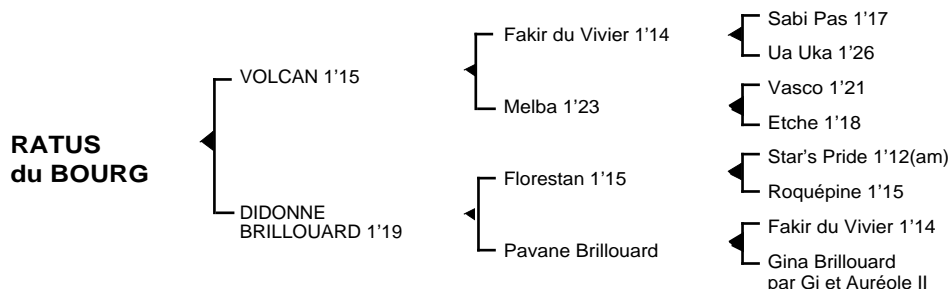 RATUS
du BOURG
VOLCAN 1'15
DIDONNE
BRILLOUARD 1'19
Fakir du Vivier 1'14
Melba 1'23
Florestan 1'15
Pavane Brillouard
Sabi Pas 1'17
Ua Uka 1'26
Vasco 1'21
Etche 1'18
Star's Pride 1'12(am)
Roquépine 1'15
Fakir du Vivier 1'14
Gina Brillouard
par Gi et Auréole II